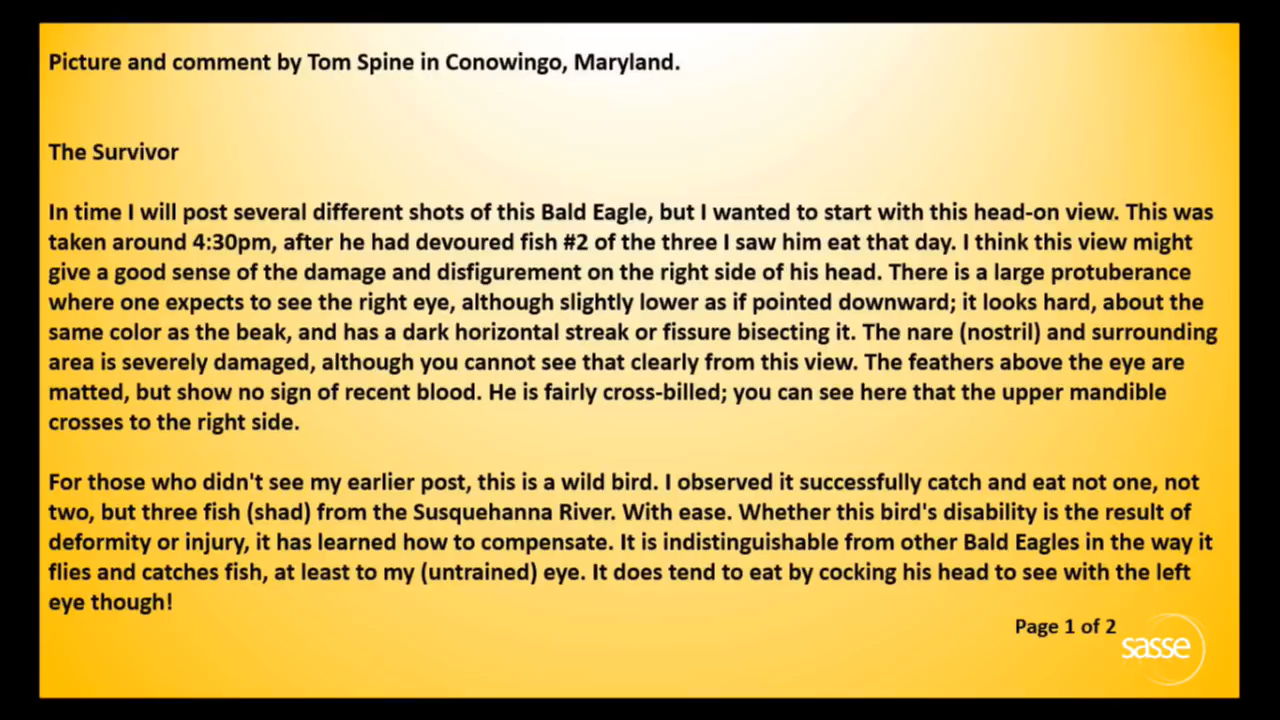 Picture and comment by Tom Spine in Conowingo, Maryland.
The Survivor
In time I will post several different shots of this Bald Eagle, but I wanted to start with this head-on view. This was
taken around 4:30pm, after he had devoured fish #2 of the three I saw him eat that day. I think this view might
give a good sense of the damage and disfigurement on the right side of his head. There is a large protuberance
where one expects to see the right eye, although slightly lower as if pointed downward; it looks hard, about the
same color as the beak, and has a dark horizontal streak or fissure bisecting it. The nare (nostril) and surrounding
area is severely damaged, although you cannot see that clearly from this view. The feathers above the eye are
matted, but show no sign of recent blood. He is fairly cross-billed; you can see here that the upper mandible
crosses to the right side.
For those who didn't see my earlier post, this is a wild bird. I observed it successfully catch and eat not one, not
two, but three fish (shad) from the Susquehanna River. With ease. Whether this bird's disability is the result of
deformity or injury, it has learned how to compensate. It is indistinguishable from other Bald Eagles in the way it
flies and catches fish, at least to my (untrained) eye. It does tend to eat by cocking his head to see with the left
eye though!
Page 1 of 2
sasse